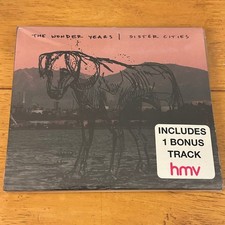 THE WONDER YEARS | SISTER CITIES
INCLUDES
1 BONUS
TRACK
hmv